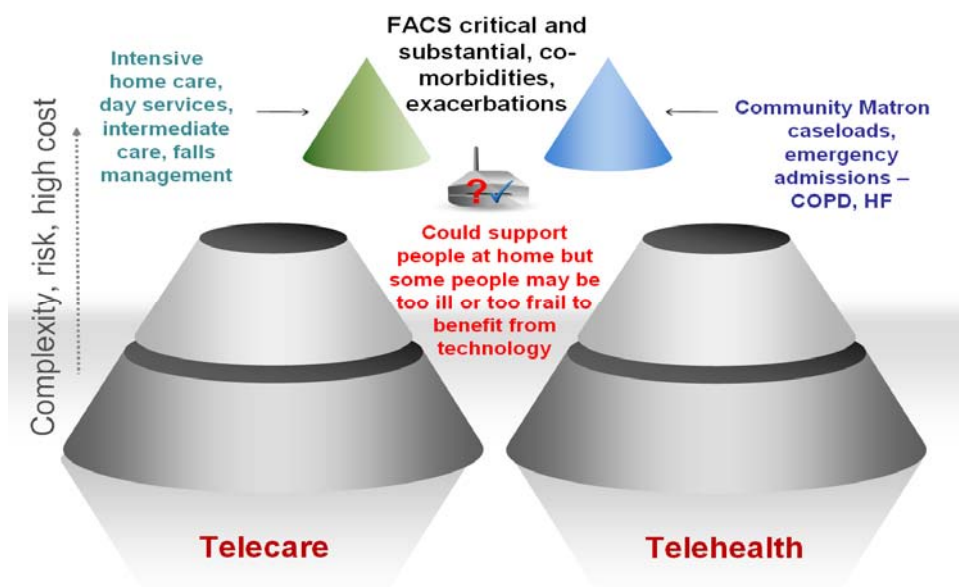 FACS critical and
substantial, co-
morbidities,
exacerbations
Intensive
home care,
day services,
intermediate
care, falls
management
Community Matron
caseloads,
emergency
admissions –
COPD, HF
Complexity, risk, high cost
?
Could support
people at home but
some people may be
too ill or too frail to
benefit from
technology
Telecare
Telehealth